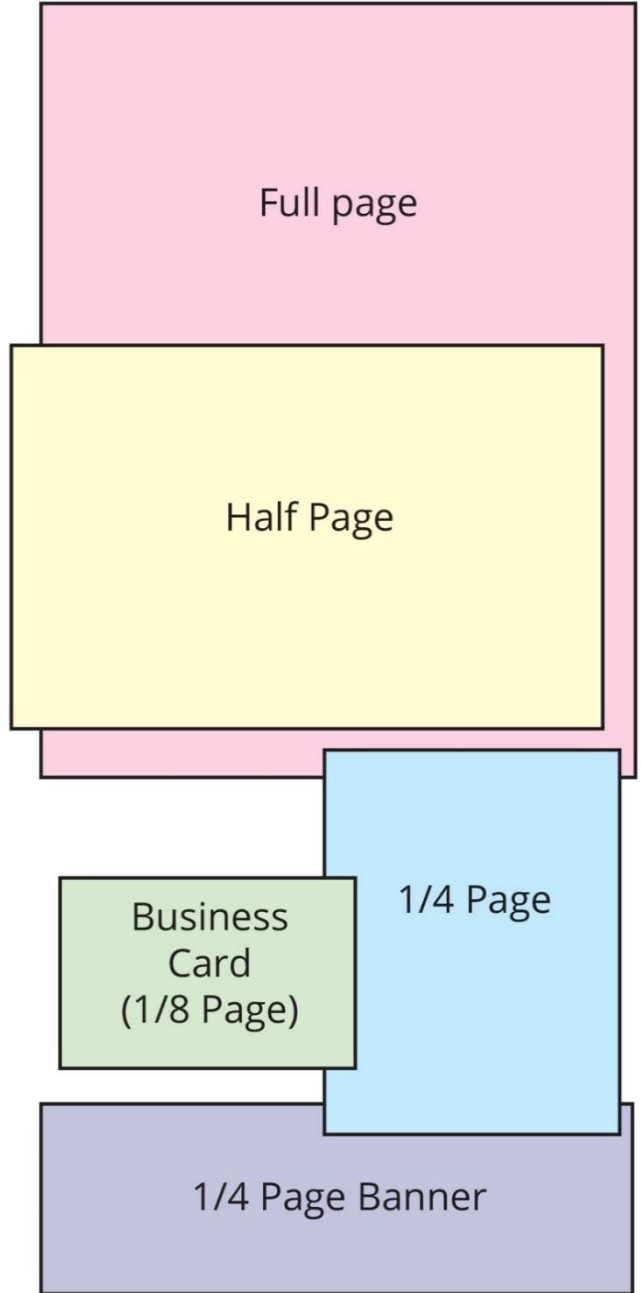 Full page
Half Page
1/4 Page
Business
Card
(1/8 Page)
1/4 Page Banner